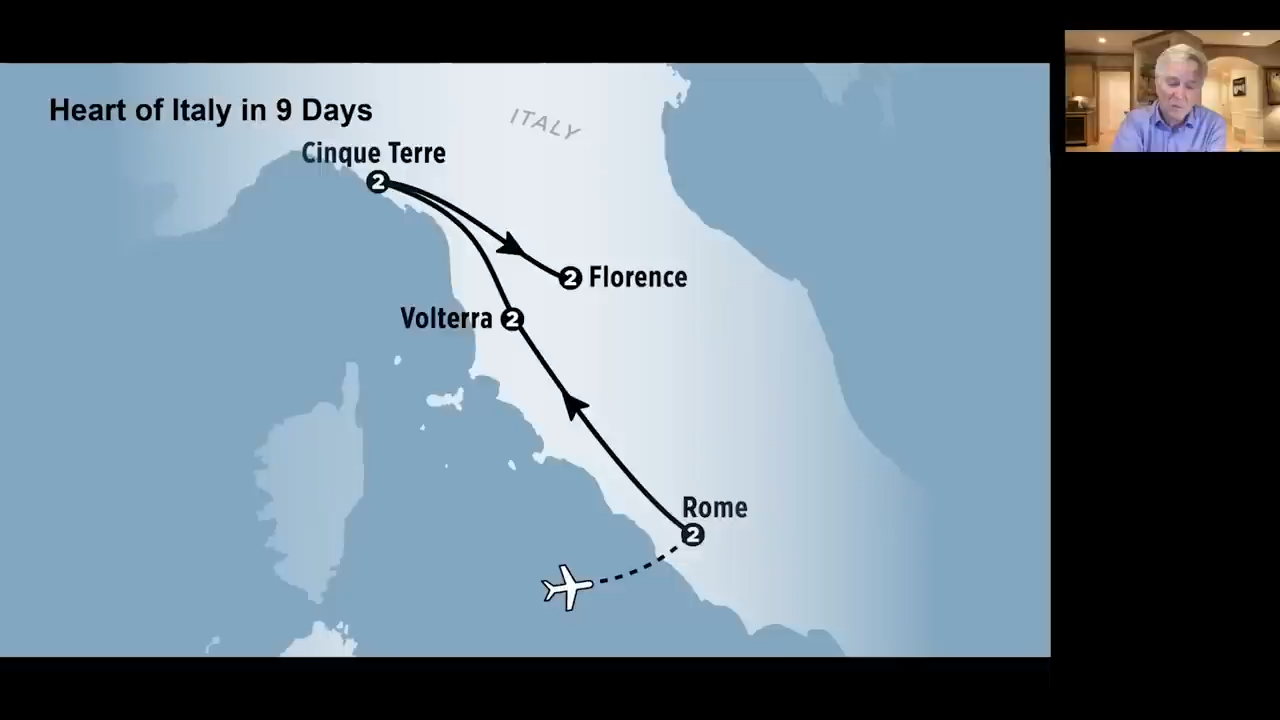 Heart of Italy in 9 Days
ITALY
Cinque Terre
2
2 Florence
Volterra 2
Rome
2